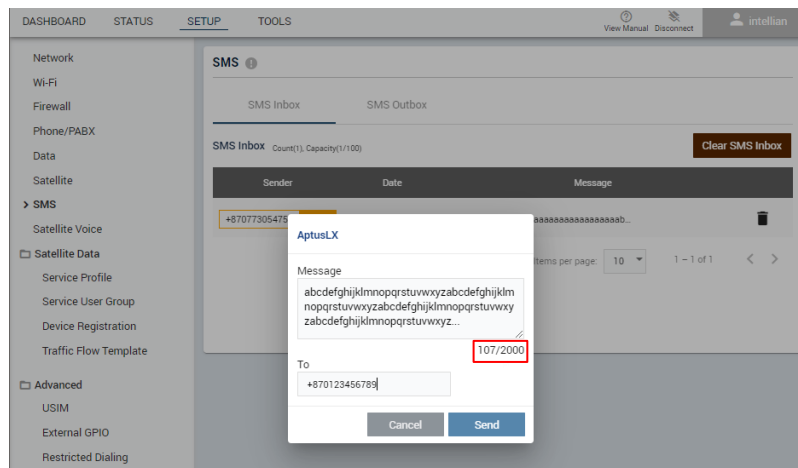 DASHBOARD STATUS SETUP TOOLS View Manual Disconnect intellian
Network
Wi-Fi
Firewall
Phone/PABX
Data
Satellite
> SMS
Satellite Voice
Satellite Data
Service Profile
Service User Group
Device Registration
Traffic Flow Template
Advanced
USIM
External GPIO
Restricted Dialing
SMS
SMS Inbox SMS Outbox
SMS Inbox Count(1), Capacity(1/100) Clear SMS Inbox
Sender Date Message
+87077305475
Items per page: 10 1 – 1 of 1
AptusLX
Message
abcdefghijklmnopqrstuvwxyzabcdefghijklm
nopqrstuvwxyzabcdefghijklmnopqrstuvwxy
zabcdefghijklmnopqrstuvwxyz...
107/2000
To
+870123456789
Cancel Send